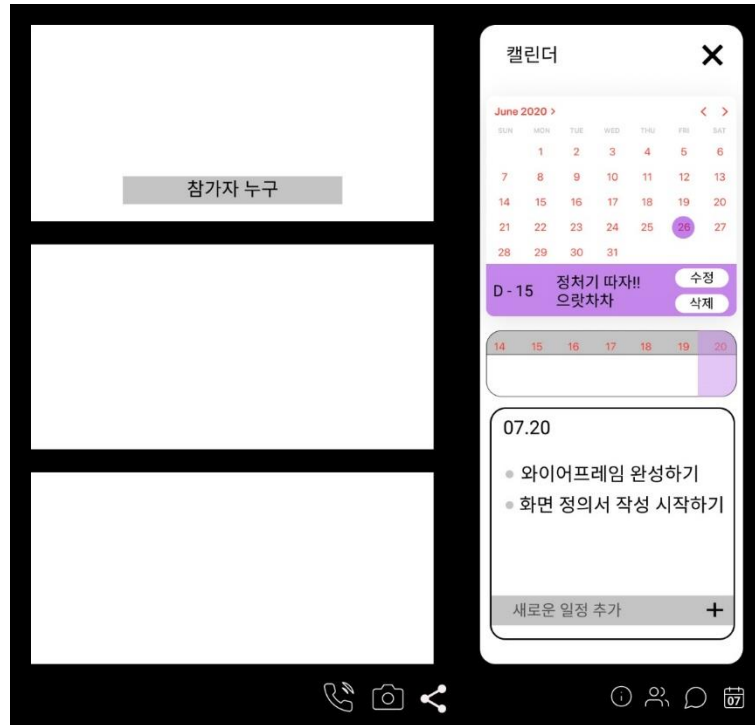 참가자 누구
캘린더
June 2020 >
SUN MON TUE WED THU FRI SAT
1 2 3 4 5 6
7 8 9 10 11 12 13
14 15 16 17 18 19 20
21 22 23 24 25 26 27
28 29 30 31
D - 15
정처기 따자!!
으랏차차
수정
삭제
14 15 16 17 18 19 20
07.20
와이어프레임 완성하기
화면 정의서 작성 시작하기
새로운 일정 추가
07